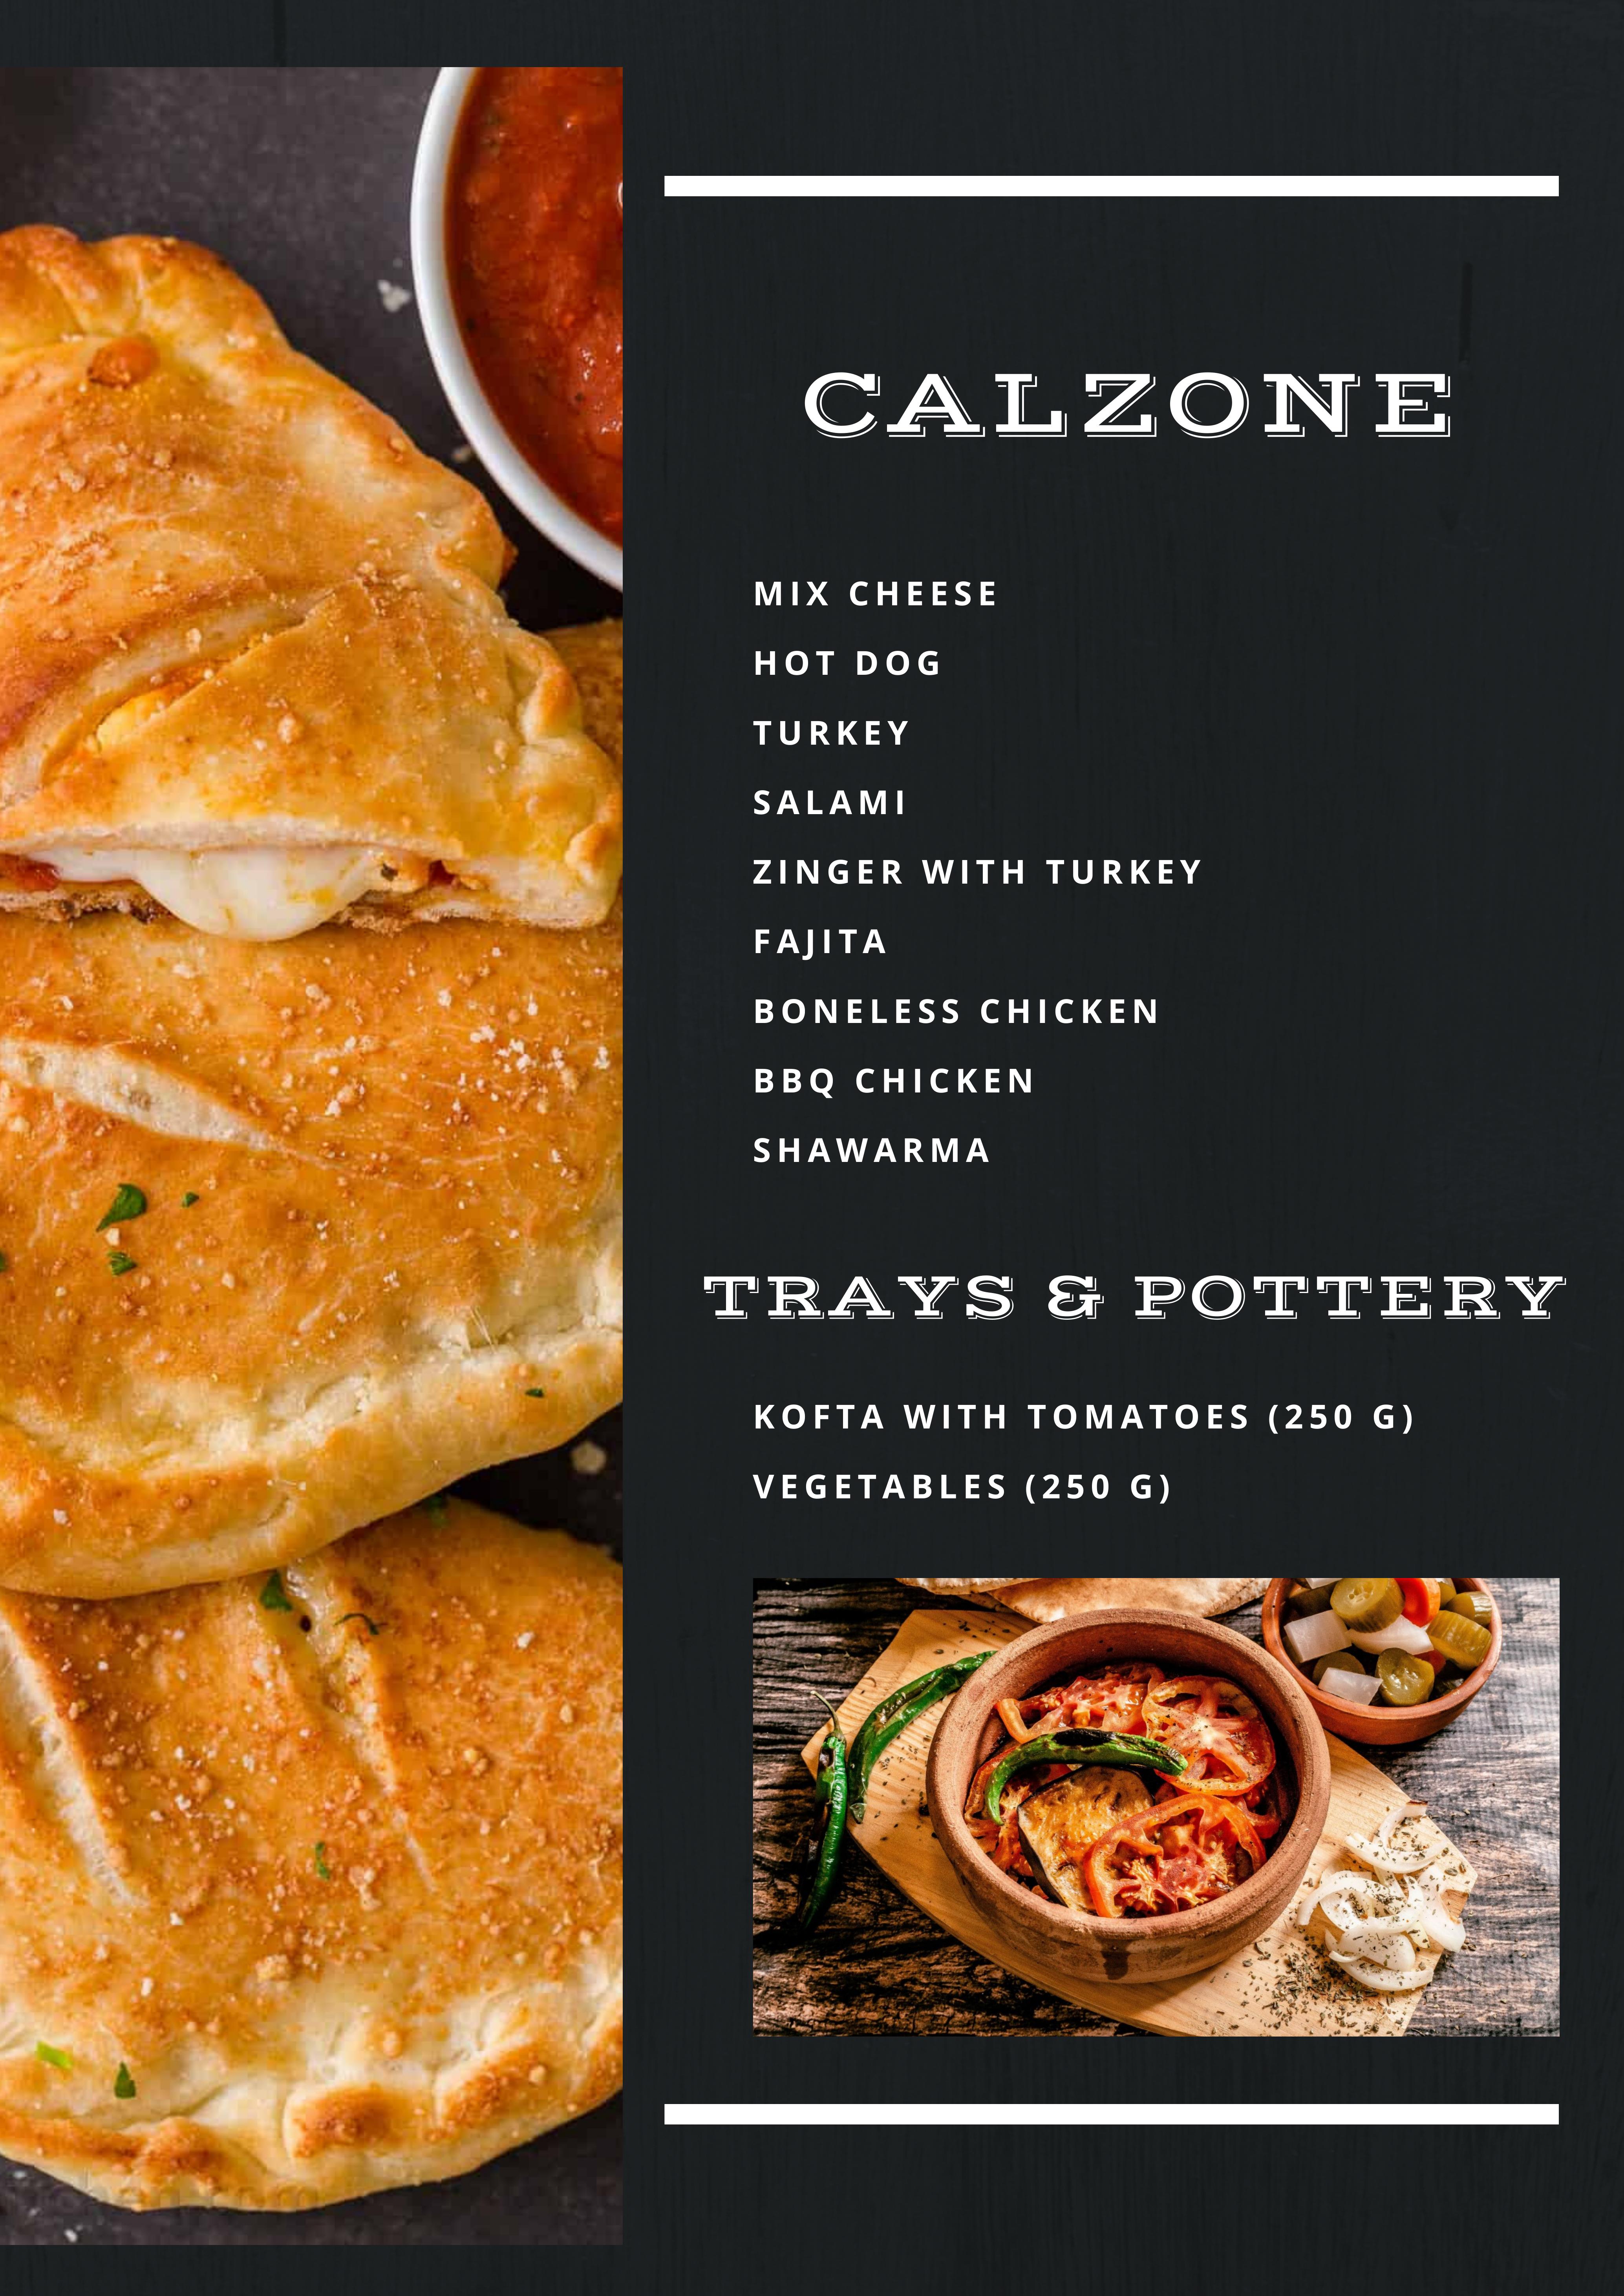 CALZONE
MIX CHEESE
HOT DOG
TURKEY
SALAMI
ZINGER WITH TURKEY
FAJITA
BONELESS CHICKEN
BBQ CHICKEN
SHAWARMA
TRAYS & POTTERY
KOFTA WITH TOMATOES (250 G)
VEGETABLES (250 G)